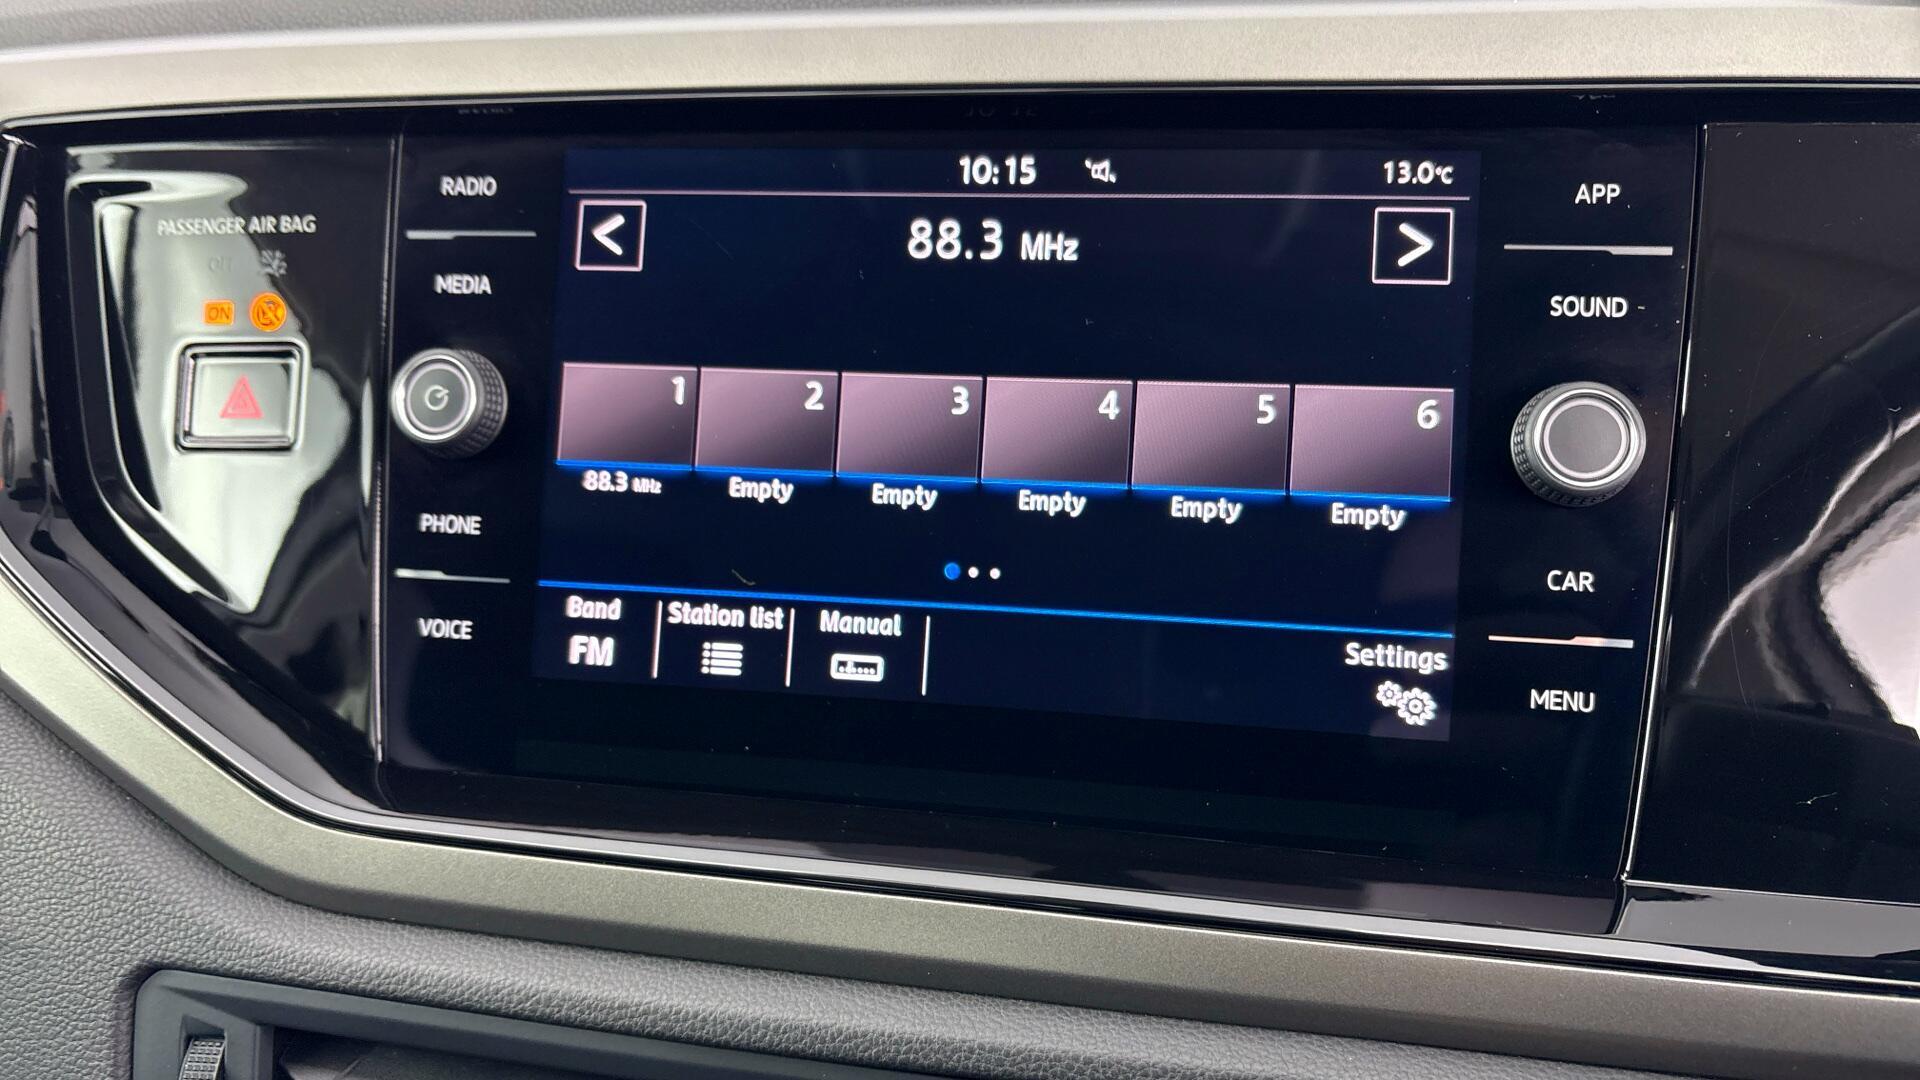 10:15
13.0°C
RADIO
88.3 MHz
APP
PASSENGER AIR BAG
OFF
ON
MEDIA
SOUND
1
2
3
4
5
6
88.3 MHz
Empty
Empty
Empty
Empty
Empty
PHONE
CAR
VOICE
Band
FM
Station list
Manual
Settings
MENU